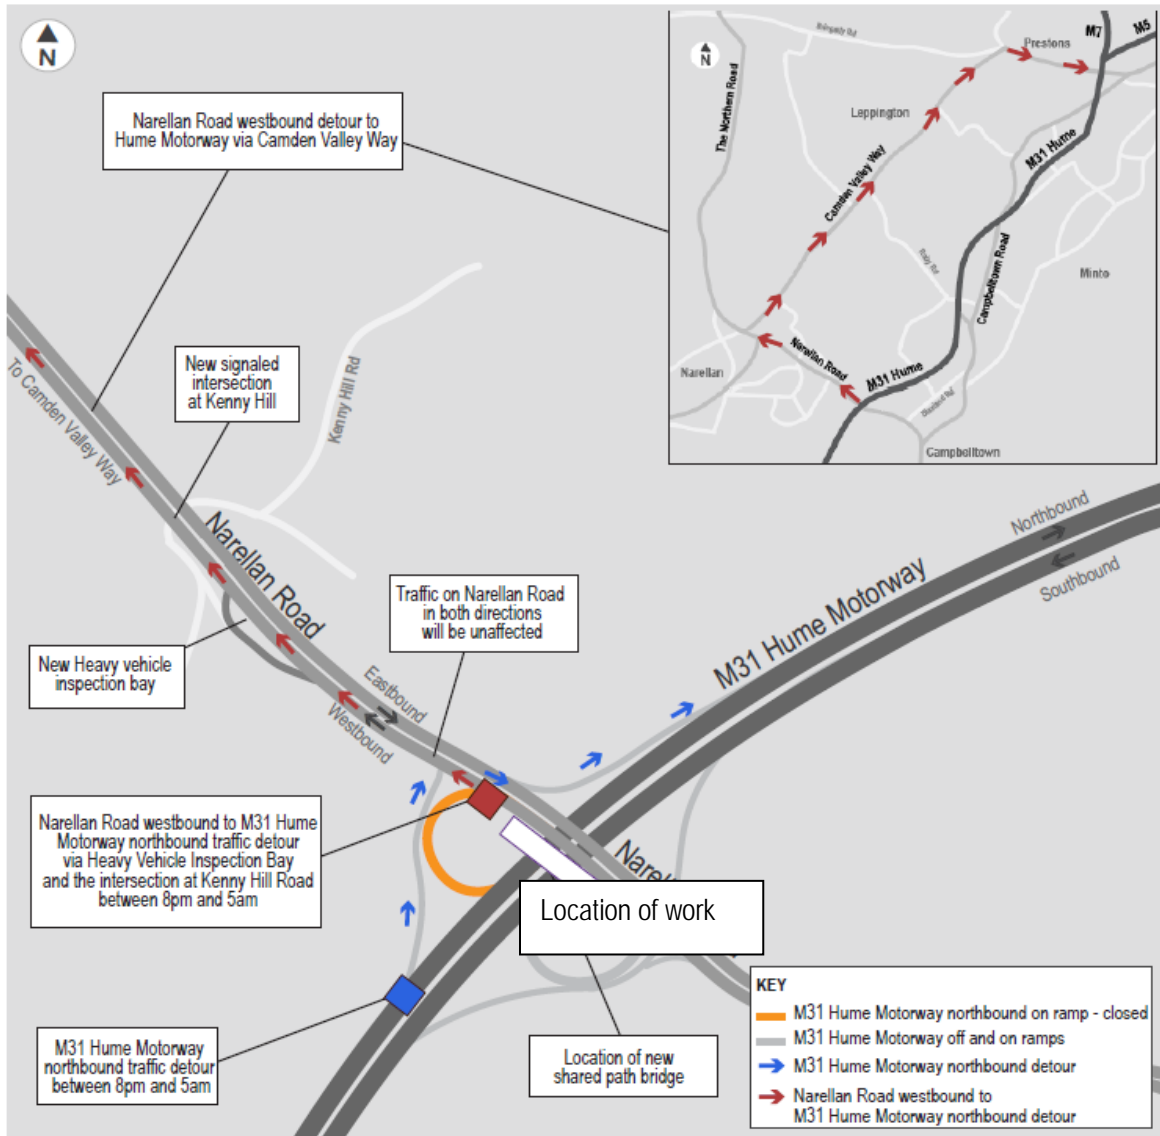 N
Narellan Road westbound detour to
Hume Motorway via Camden Valley Way
N
M7
M5
Prestons
The Northern Road
Leppington
Camden Valley Way
M31 Hume
Raby Rd
Campbelltown Road
Minto
Narellan
Narellan Road
M31 Hume
Campbelltown
New signaled
intersection
at Kenny Hill
Kenny Hill Rd
To Camden Valley Way
Narellan Road
Northbound
Southbound
M31 Hume Motorway
Traffic on Narellan Road
in both directions
will be unaffected
New Heavy vehicle
inspection bay
Eastbound
Westbound
Narellan Road westbound to M31 Hume
Motorway northbound traffic detour
via Heavy Vehicle Inspection Bay
and the intersection at Kenny Hill Road
between 8pm and 5am
Narel
Location of work
M31 Hume Motorway
northbound traffic detour
between 8pm and 5am
Location of new
shared path bridge
KEY
M31 Hume Motorway northbound on ramp - closed
M31 Hume Motorway off and on ramps
M31 Hume Motorway northbound detour
Narellan Road westbound to
M31 Hume Motorway northbound detour